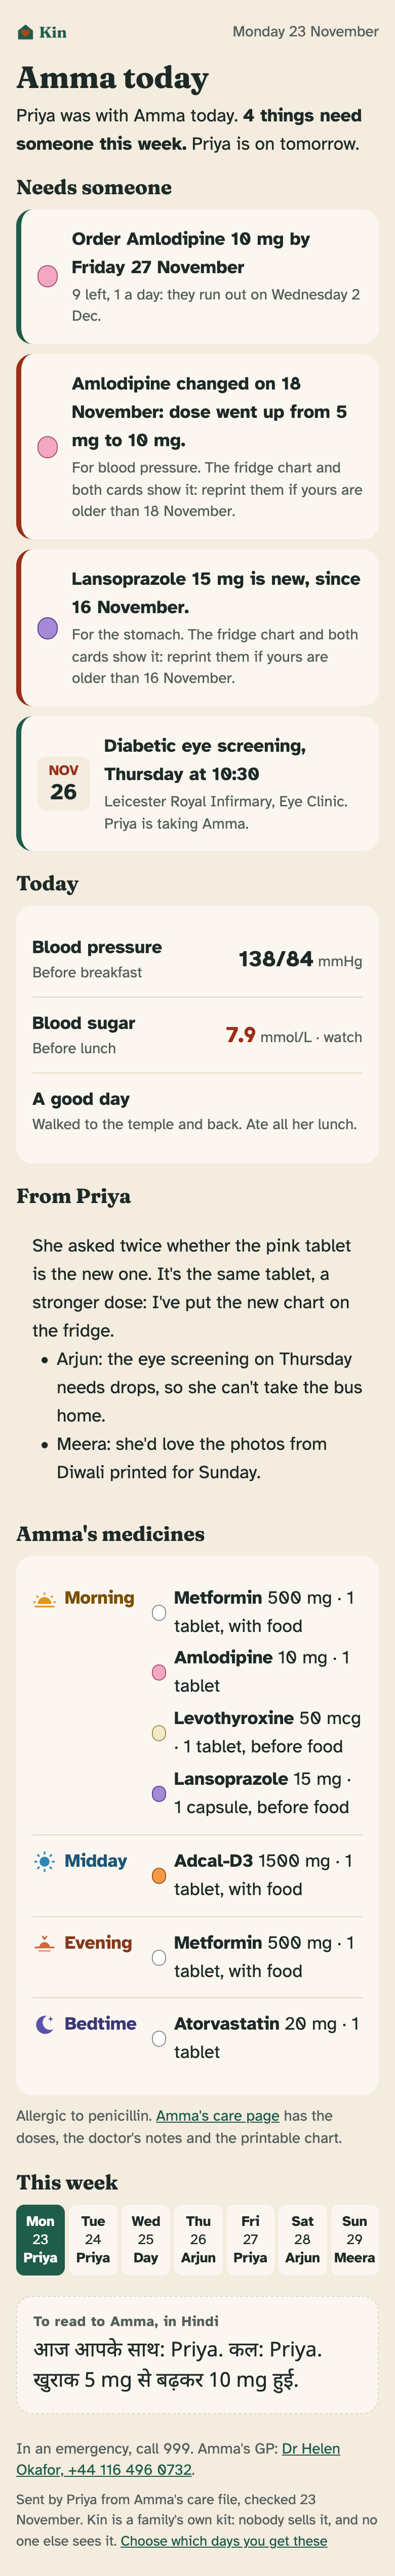 Kin
Monday 23 November
Amma today
Priya was with Amma today. 4 things need
someone this week. Priya is on tomorrow.
Needs someone
Order Amlodipine 10 mg by
Friday 27 November
9 left, 1 a day: they run out on Wednesday 2
Dec.
Amlodipine changed on 18
November: dose went up from 5
mg to 10 mg.
For blood pressure. The fridge chart and
both cards show it: reprint them if yours are
older than 18 November.
Lansoprazole 15 mg is new, since
16 November.
For the stomach. The fridge chart and both
cards show it: reprint them if yours are
older than 16 November.
NOV
26
Diabetic eye screening,
Thursday at 10:30
Leicester Royal Infirmary, Eye Clinic.
Priya is taking Amma.
Today
Blood pressure
Before breakfast
138/84 mmHg
Blood sugar
Before lunch
7.9 mmol/L · watch
A good day
Walked to the temple and back. Ate all her lunch.
From Priya
She asked twice whether the pink tablet
is the new one. It's the same tablet, a
stronger dose: I've put the new chart on
the fridge.
• Arjun: the eye screening on Thursday
needs drops, so she can't take the bus
home.
• Meera: she'd love the photos from
Diwali printed for Sunday.
Amma's medicines
Morning
Metformin 500 mg · 1
tablet, with food
Amlodipine 10 mg · 1
tablet
Levothyroxine 50 mcg
· 1 tablet, before food
Lansoprazole 15 mg ·
1 capsule, before food
Midday
Adcal-D3 1500 mg · 1
tablet, with food
Evening
Metformin 500 mg · 1
tablet, with food
Bedtime
Atorvastatin 20 mg · 1
tablet
Allergic to penicillin. Amma's care page has the
doses, the doctor's notes and the printable chart.
This week
Mon 23 Priya
Tue 24 Priya
Wed 25 Day
Thu 26 Arjun
Fri 27 Priya
Sat 28 Arjun
Sun 29 Meera
To read to Amma, in Hindi
आज आपके साथ: Priya. कल: Priya.
खुराक 5 mg से बढ़कर 10 mg हुई.
In an emergency, call 999. Amma's GP: Dr Helen
Okafor, +44 116 496 0732.
Sent by Priya from Amma's care file, checked 23
November. Kin is a family's own kit: nobody sells it, and no
one else sees it. Choose which days you get these